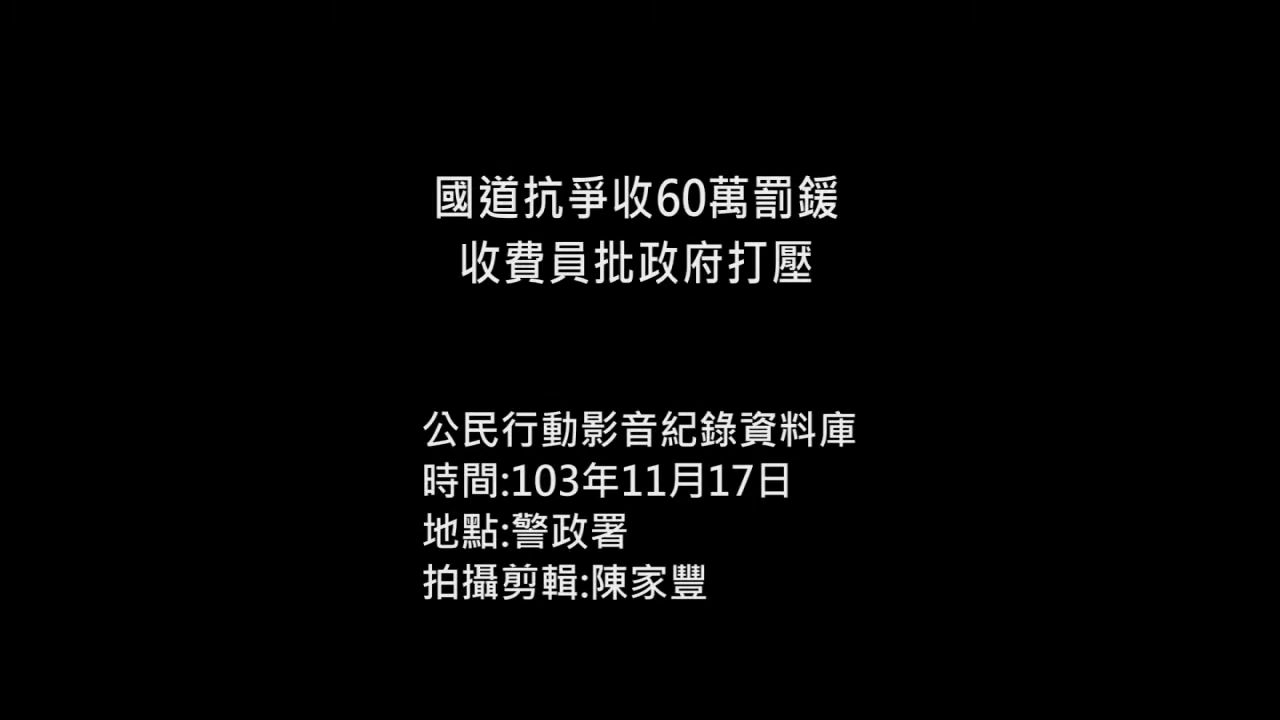 國道抗爭收60萬罰鍰
收費員批政府打壓
公民行動影音紀錄資料庫
時間:103年11月17日
地點:警政署
拍攝剪輯:陳家豐